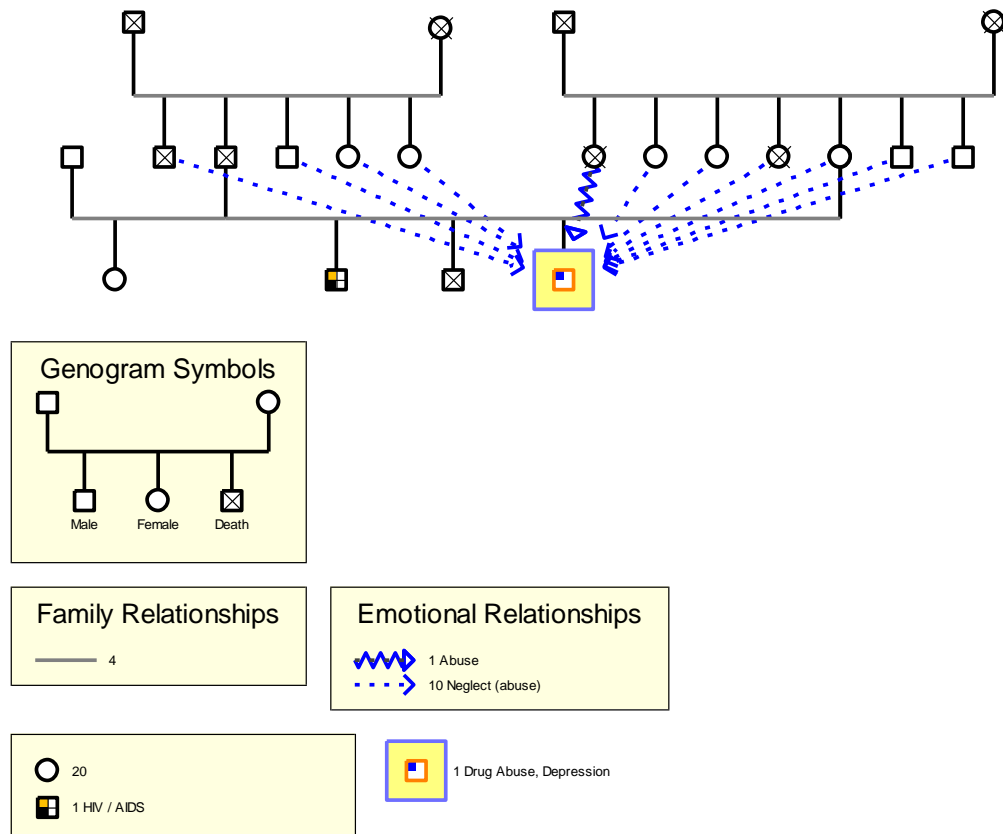 Genogram Symbols
Male Female Death
Family Relationships
4
Emotional Relationships
1 Abuse
10 Neglect (abuse)
20
1 HIV / AIDS
1 Drug Abuse, Depression